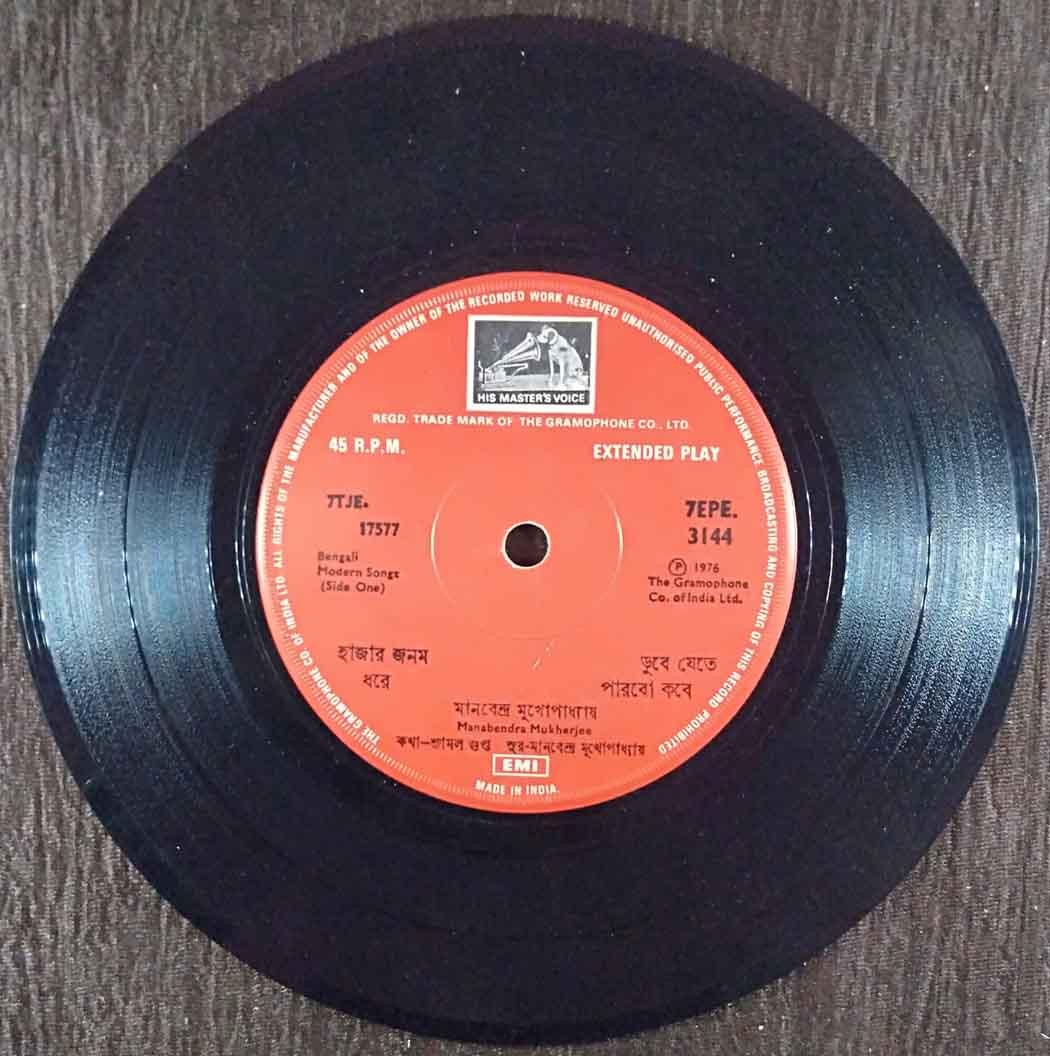 THE GRAMOPHONE CO OF INDIA LTD. ALL RIGHTS OF THE MANUFACTURER AND OF THE OWNER OF THE RECORDED WORK RESERVED UNAUTHORISED PUBLIC PERFORMANCE BROADCASTING AND COPYING OF THIS RECORD PROHIBITED
HIS MASTER'S VOICE
REGD. TRADE MARK OF THE GRAMOPHONE CO., LTD.
45 R.P.M. EXTENDED PLAY
7TJE. 7EPE.
17577 3144
Bengali
Modern Songs
(Side One)
Ⓟ 1976
The Gramophone
Co. of India Ltd.
হাজার জনম
ধরে
ডুবে যেতে
পারবো কবে
মানবেন্দ্র মুখোপাধ্যায়
Manabendra Mukherjee
কথা—শ্যামল গুপ্ত সুর-মানবেন্দ্র মুখোপাধ্যায়
EMI
MADE IN INDIA.